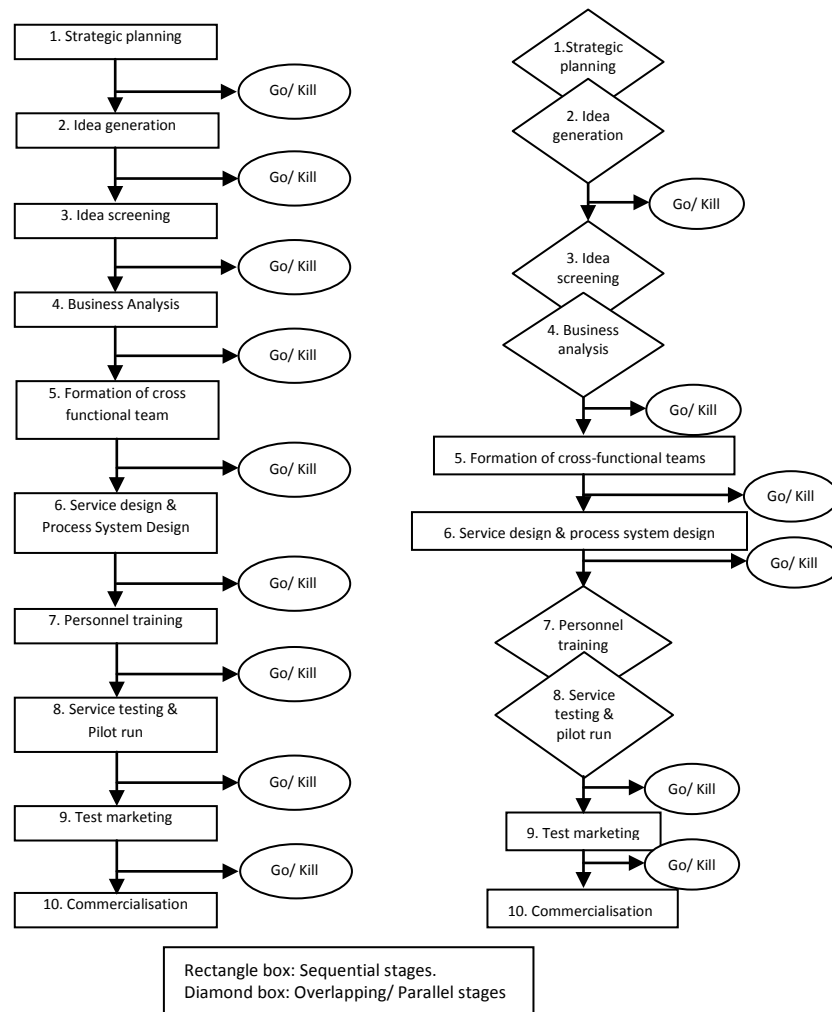 1. Strategic planning
Go/ Kill
2. Idea generation
Go/ Kill
3. Idea screening
Go/ Kill
4. Business Analysis
Go/ Kill
5. Formation of cross
functional team
Go/ Kill
6. Service design &
Process System Design
Go/ Kill
7. Personnel training
Go/ Kill
8. Service testing &
Pilot run
Go/ Kill
9. Test marketing
Go/ Kill
10. Commercialisation
1.Strategic
planning
2. Idea
generation
Go/ Kill
3. Idea
screening
4. Business
analysis
Go/ Kill
5. Formation of cross-functional teams
Go/ Kill
6. Service design & process system design
Go/ Kill
7. Personnel
training
8. Service
testing &
pilot run
Go/ Kill
9. Test marketing
Go/ Kill
10. Commercialisation
Rectangle box: Sequential stages.
Diamond box: Overlapping/ Parallel stages